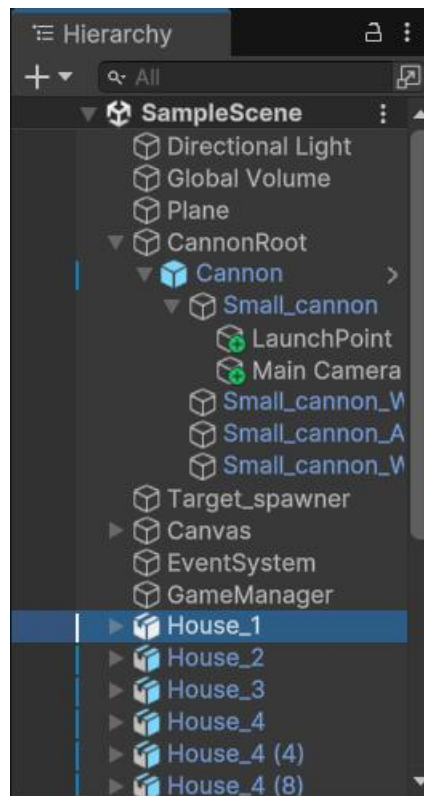 Hierarchy
All
SampleScene
Directional Light
Global Volume
Plane
CannonRoot
Cannon
Small_cannon
LaunchPoint
Main Camera
Small_cannon_W
Small_cannon_A
Small_cannon_W
Target_spawner
Canvas
EventSystem
GameManager
House_1
House_2
House_3
House_4
House_4 (4)
House_4 (8)